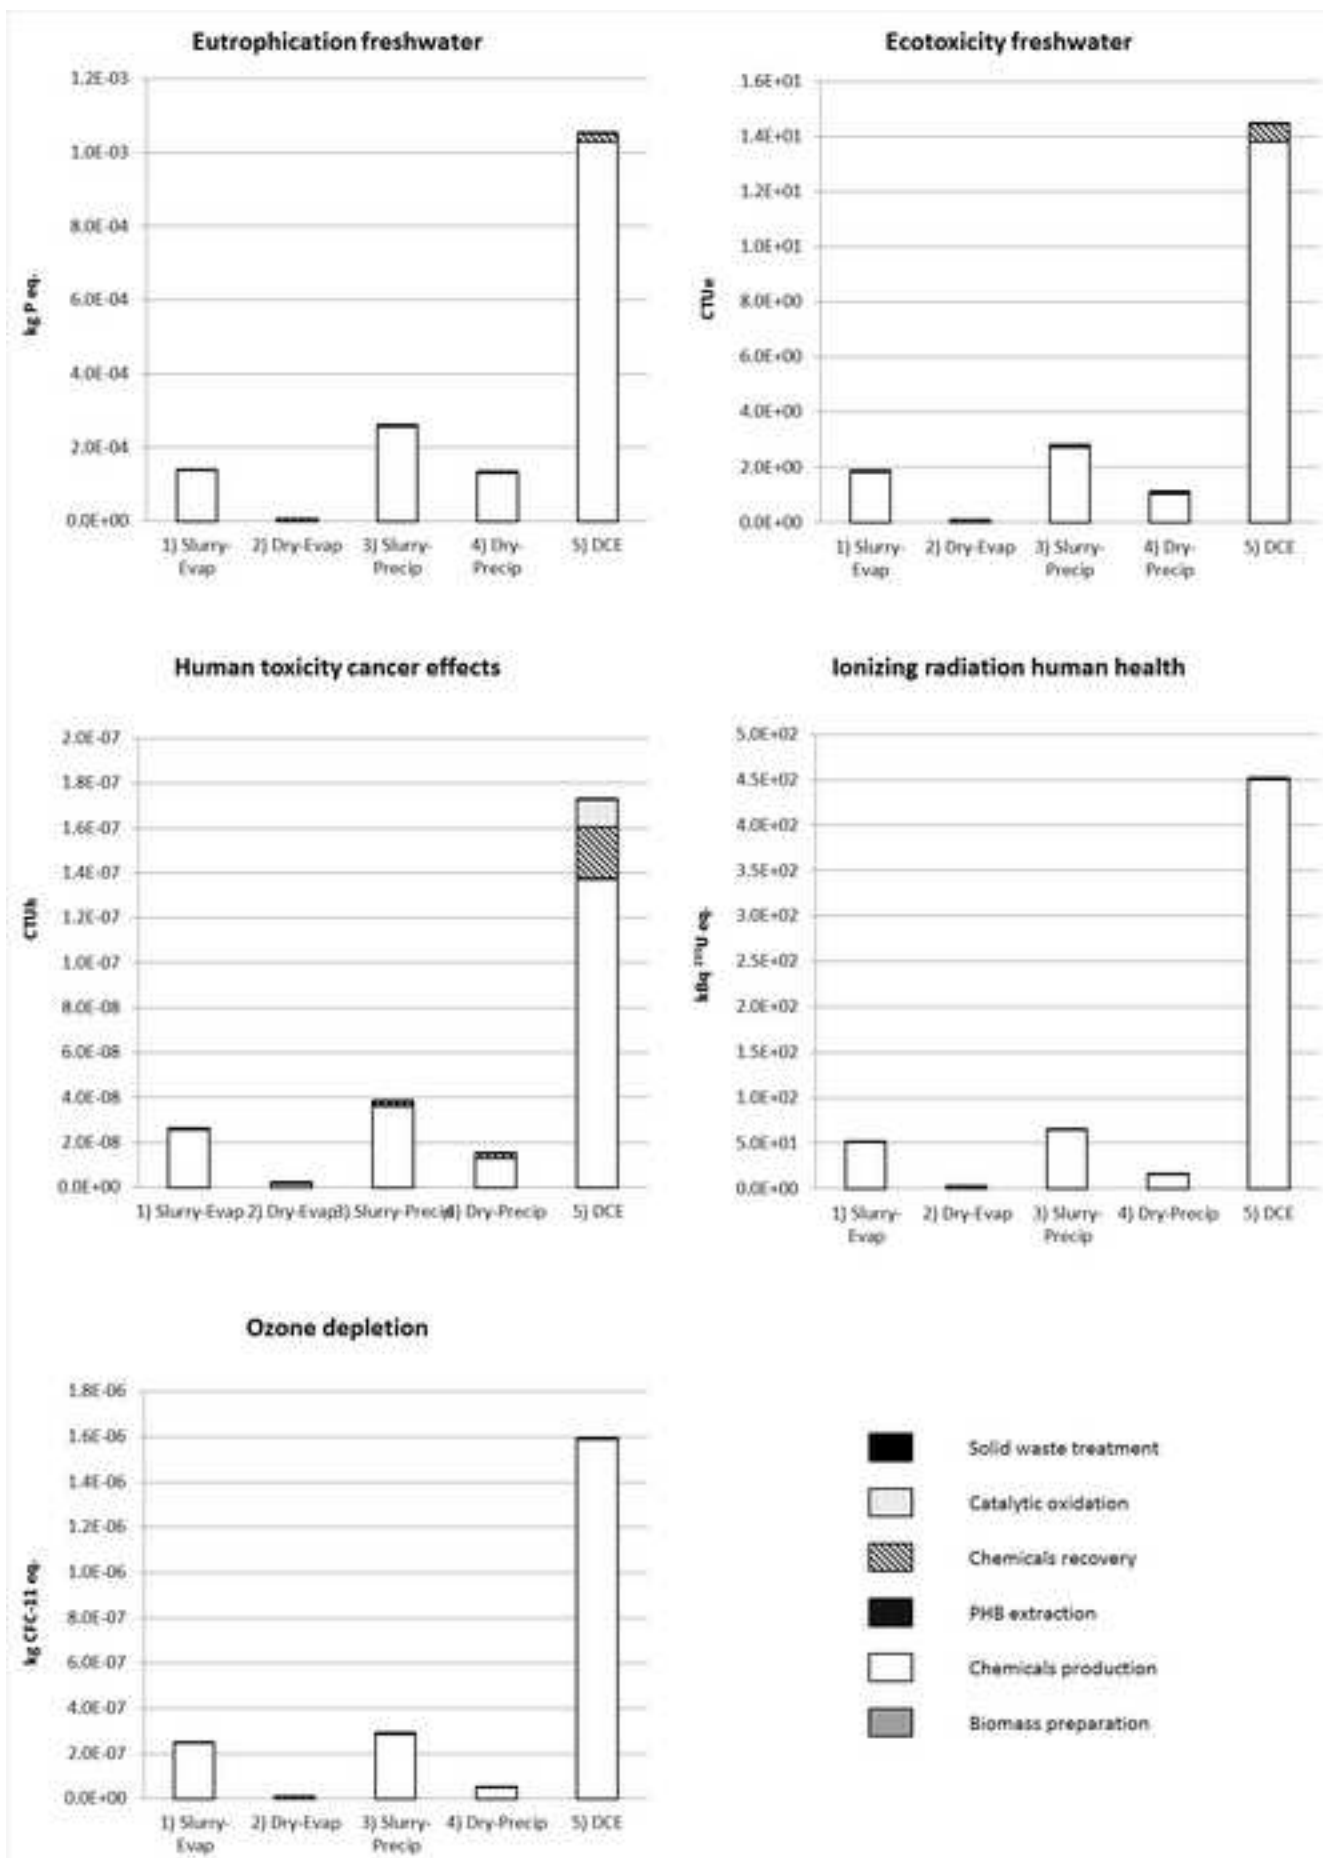 Eutrophication freshwater
1.2E-03
1.0E-03
8.0E-04
6.0E-04
4.0E-04
2.0E-04
0.0E+00
kg P eq.
1) Slurry-
Evap
2) Dry-Evap
3) Slurry-
Precip
4) Dry-
Precip
5) DCE
Ecotoxicity freshwater
1.6E+01
1.4E+01
1.2E+01
1.0E+01
8.0E+00
6.0E+00
4.0E+00
2.0E+00
0.0E+00
CTUe
1) Slurry-
Evap
2) Dry-Evap
3) Slurry-
Precip
4) Dry-
Precip
5) DCE
Human toxicity cancer effects
2.0E-07
1.8E-07
1.6E-07
1.4E-07
1.2E-07
1.0E-07
8.0E-08
6.0E-08
4.0E-08
2.0E-08
0.0E+00
CTUh
1) Slurry-Evap
2) Dry-Evap
3) Slurry-Precip
4) Dry-Precip
5) DCE
Ionizing radiation human health
5.0E+02
4.5E+02
4.0E+02
3.5E+02
3.0E+02
2.5E+02
2.0E+02
1.5E+02
1.0E+02
5.0E+01
0.0E+00
kBq U eq.
1) Slurry-
Evap
2) Dry-Evap
3) Slurry-
Precip
4) Dry-Precip
5) DCE
Ozone depletion
1.8E-06
1.6E-06
1.4E-06
1.2E-06
1.0E-06
8.0E-07
6.0E-07
4.0E-07
2.0E-07
0.0E+00
kg CFC-11 eq.
1) Slurry-
Evap
2) Dry-Evap
3) Slurry-
Precip
4) Dry-Precip
5) DCE
Solid waste treatment
Catalytic oxidation
Chemicals recovery
PHB extraction
Chemicals production
Biomass preparation